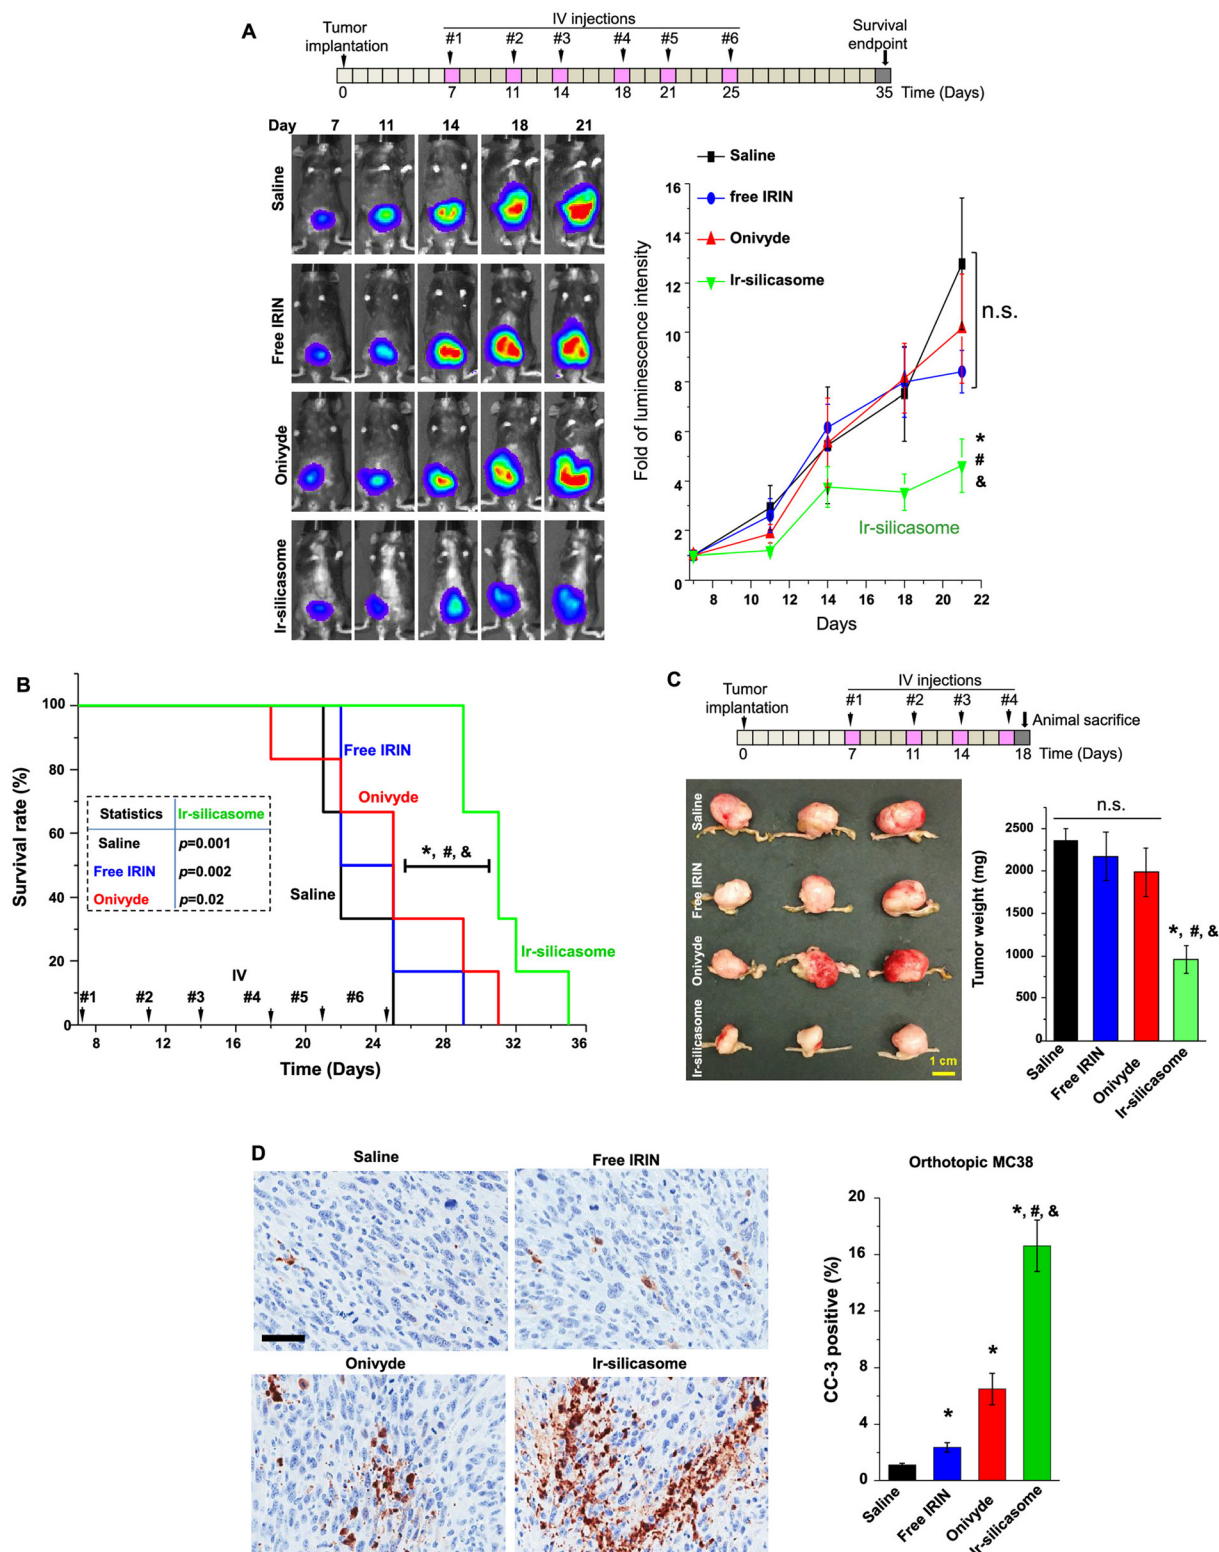 A
Tumor
implantation
IV injections
#1 #2 #3 #4 #5 #6
Survival
endpoint
0 7 11 14 18 21 25 35 Time (Days)
Day 7 11 14 18 21
Saline
Free IRIN
Onivyde
Ir-silicasome
Saline
free IRIN
Onivyde
Ir-silicasome
Fold of luminescence intensity
16
14
12
10
8
6
4
2
0
n.s.
*
#
&
Ir-silicasome
8 10 12 14 16 18 20 22
Days
B
Survival rate (%)
100
80
60
40
20
0
Free IRIN
Onivyde
Statistics Ir-silicasome
Saline p=0.001
Free IRIN p=0.002
Onivyde p=0.02
*, #, &
Saline
Ir-silicasome
IV
#1 #2 #3 #4 #5 #6
8 12 16 20 24 28 32 36
Time (Days)
C
Tumor
implantation
IV injections
#1 #2 #3 #4
Animal sacrifice
0 7 11 14 18 Time (Days)
Saline
Free IRIN
Onivyde
Ir-silicasome
1 cm
Tumor weight (mg)
2500
2000
1500
1000
500
0
n.s.
*, #, &
Saline
Free IRIN
Onivyde
Ir-silicasome
D
Saline
Free IRIN
Onivyde
Ir-silicasome
Orthotopic MC38
CC-3 positive (%)
20
16
12
8
4
0
*
*
*, #, &
Saline
Free IRIN
Onivyde
Ir-silicasome